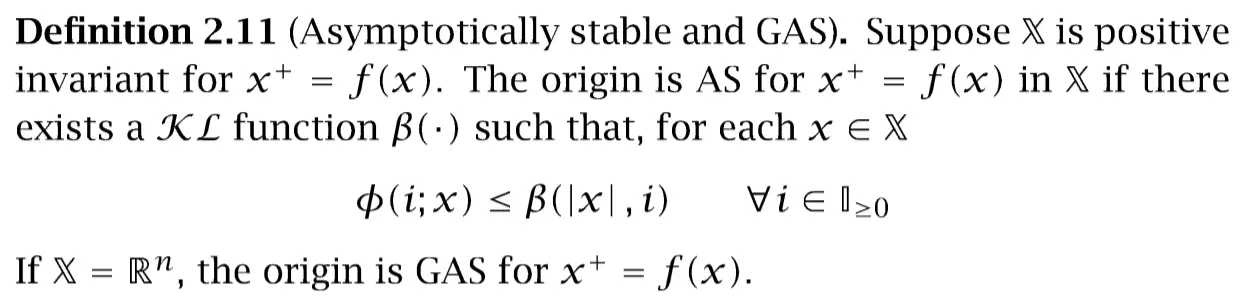 Definition 2.11 (Asymptotically stable and GAS). Suppose 𝕏 is positive
invariant for x⁺ = f(x). The origin is AS for x⁺ = f(x) in 𝕏 if there
exists a 𝒦ℒ function β(·) such that, for each x ∈ 𝕏
ϕ(i; x) ≤ β(|x|, i) ∀i ∈ 𝕀≥0
If 𝕏 = ℝⁿ, the origin is GAS for x⁺ = f(x).